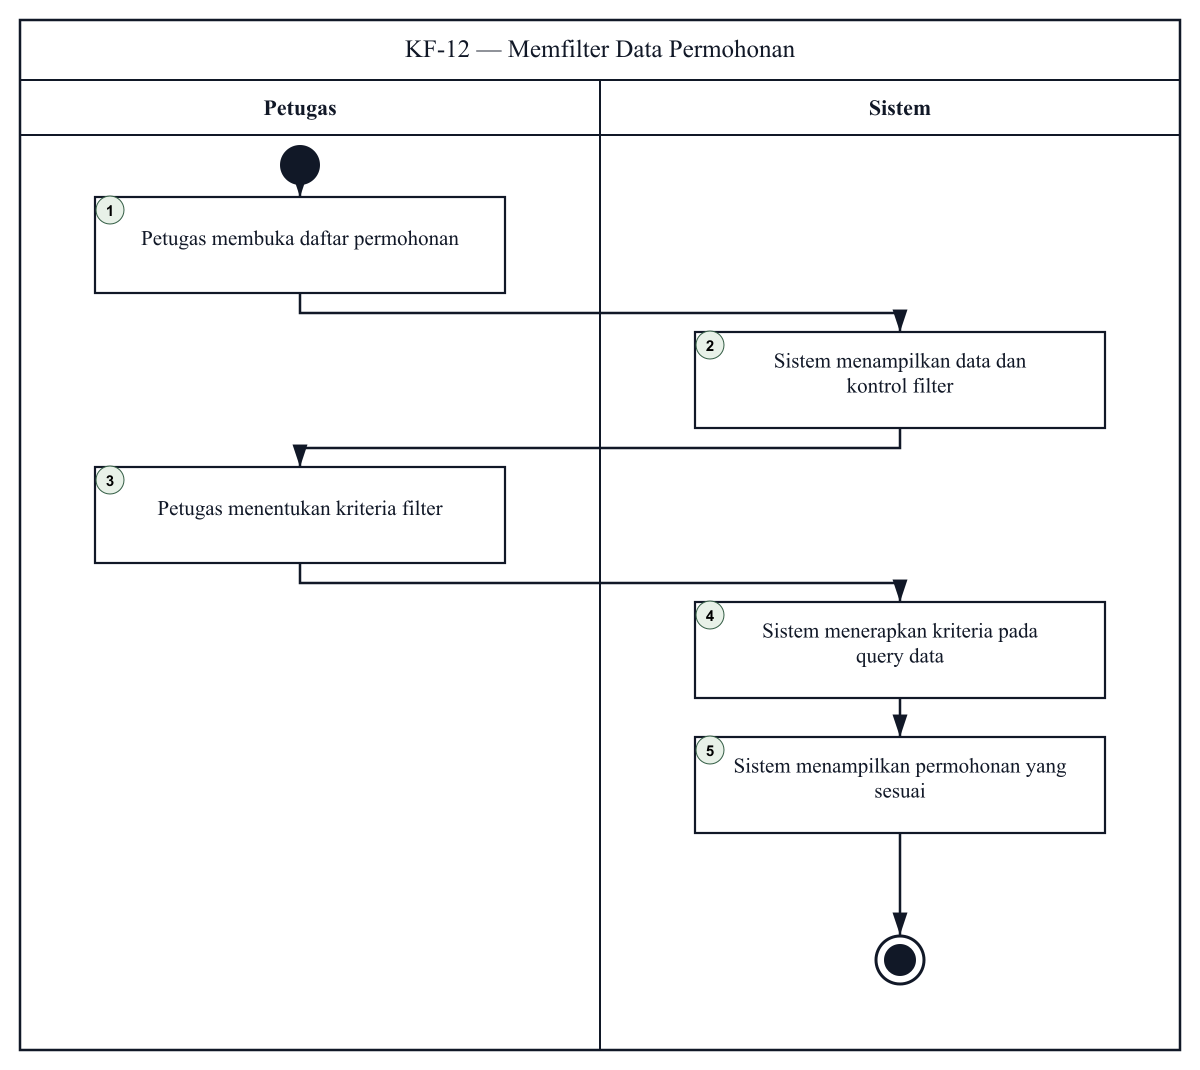 KF-12 — Memfilter Data Permohonan
Petugas
Sistem
1
Petugas membuka daftar permohonan
2
Sistem menampilkan data dan
kontrol filter
3
Petugas menentukan kriteria filter
4
Sistem menerapkan kriteria pada
query data
5
Sistem menampilkan permohonan yang
sesuai